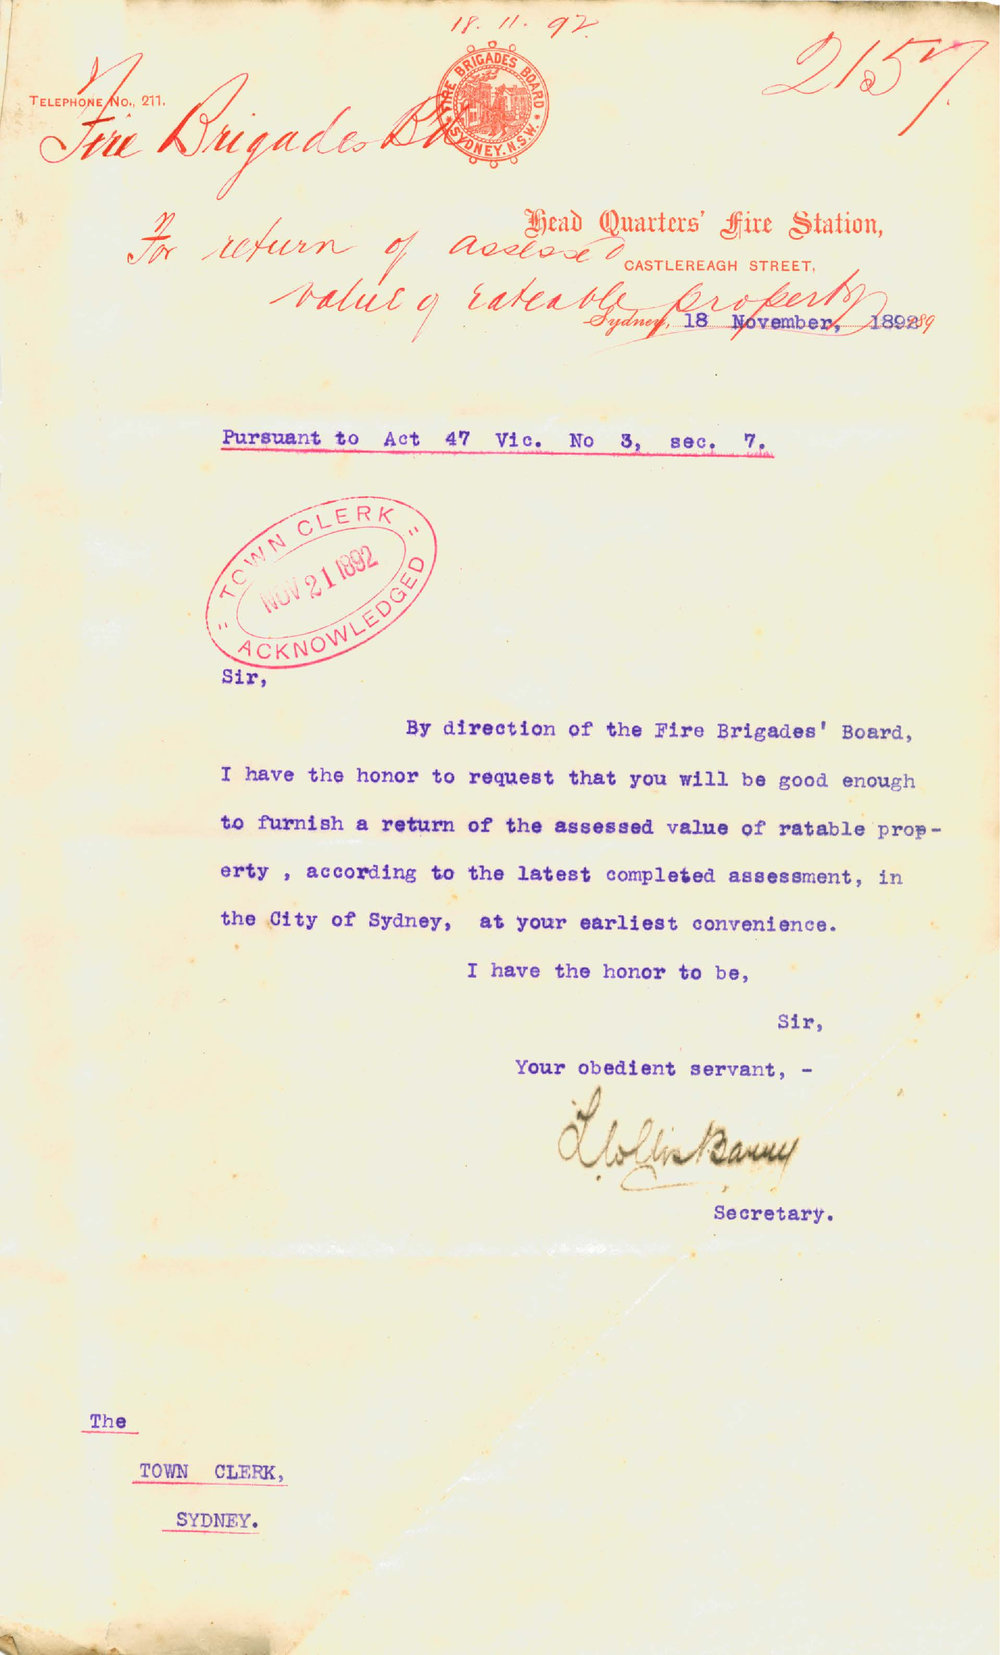 18.11.92
2157
TELEPHONE No., 211.
FIRE BRIGADES BOARD
SYDNEY. N.S.W.
Fire Brigades Bd
Head Quarters' Fire Station,
For return of assessed
CASTLEREAGH STREET,
value of rateable property
Sydney, 18 November, 1892
Pursuant to Act 47 Vic. No 3, sec. 7.
" TOWN CLERK "
NOV 21 1892
ACKNOWLEDGED
Sir,
By direction of the Fire Brigades' Board,
I have the honor to request that you will be good enough
to furnish a return of the assessed value of ratable prop-
erty , according to the latest completed assessment, in
the City of Sydney, at your earliest convenience.
I have the honor to be,
Sir,
Your obedient servant, -
Secretary.
The
TOWN CLERK,
SYDNEY.